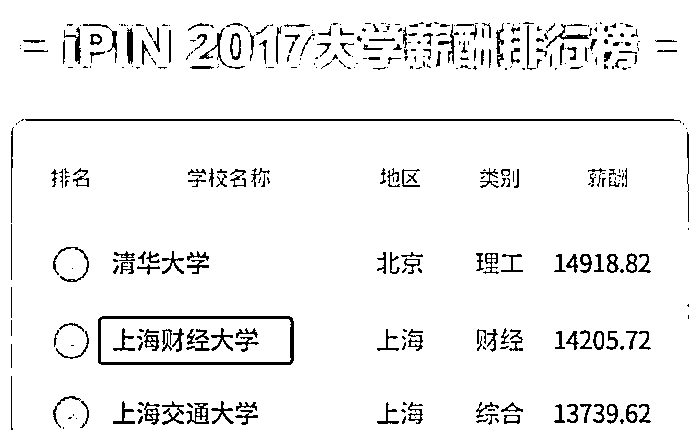 iPIN 2017大学薪酬排行榜
排名 学校名称 地区 类别 薪酬
清华大学 北京 理工 14918.82
上海财经大学 上海 财经 14205.72
上海交通大学 上海 综合 13739.62